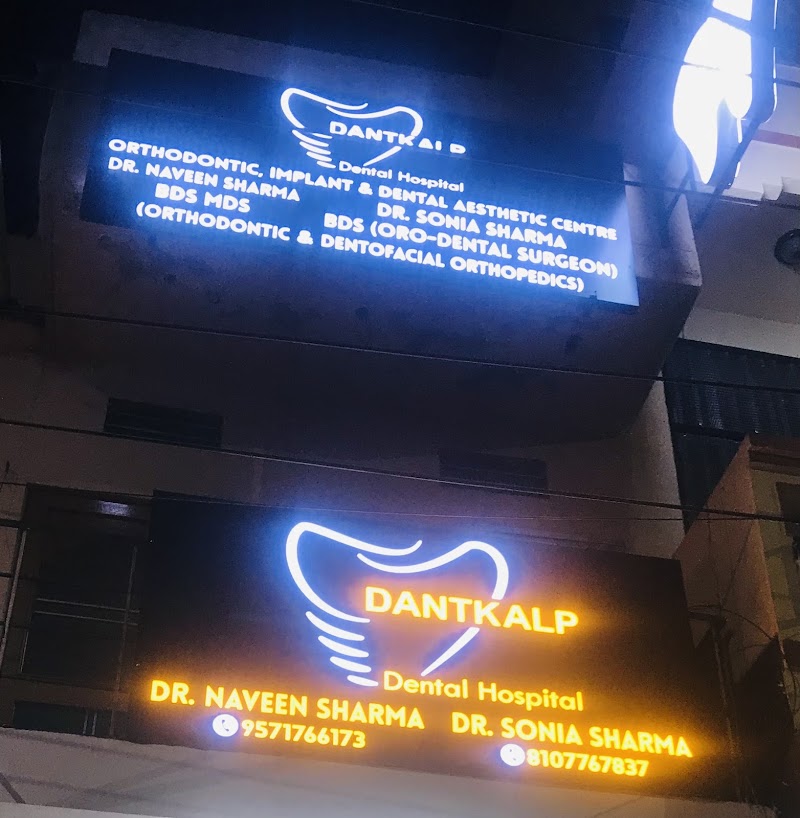 DANTKALP
Dental Hospital
ORTHODONTIC, IMPLANT & DENTAL AESTHETIC CENTRE
DR. NAVEEN SHARMA DR. SONIA SHARMA
BDS MDS BDS (ORO-DENTAL SURGEON)
(ORTHODONTIC & DENTOFACIAL ORTHOPEDICS)
DANTKALP
Dental Hospital
DR. NAVEEN SHARMA DR. SONIA SHARMA
9571766173 8107767837